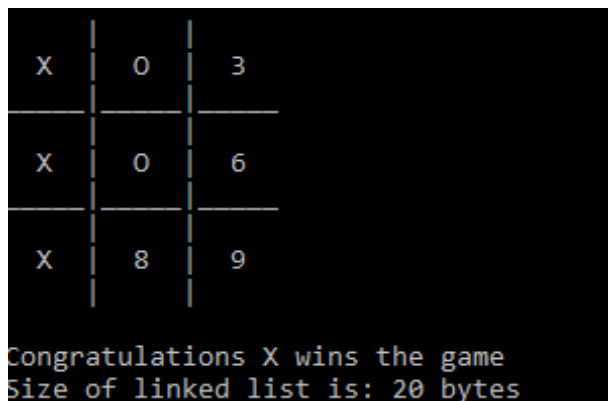 X | O | 3
X | O | 6
X | 8 | 9
Congratulations X wins the game
Size of linked list is: 20 bytes